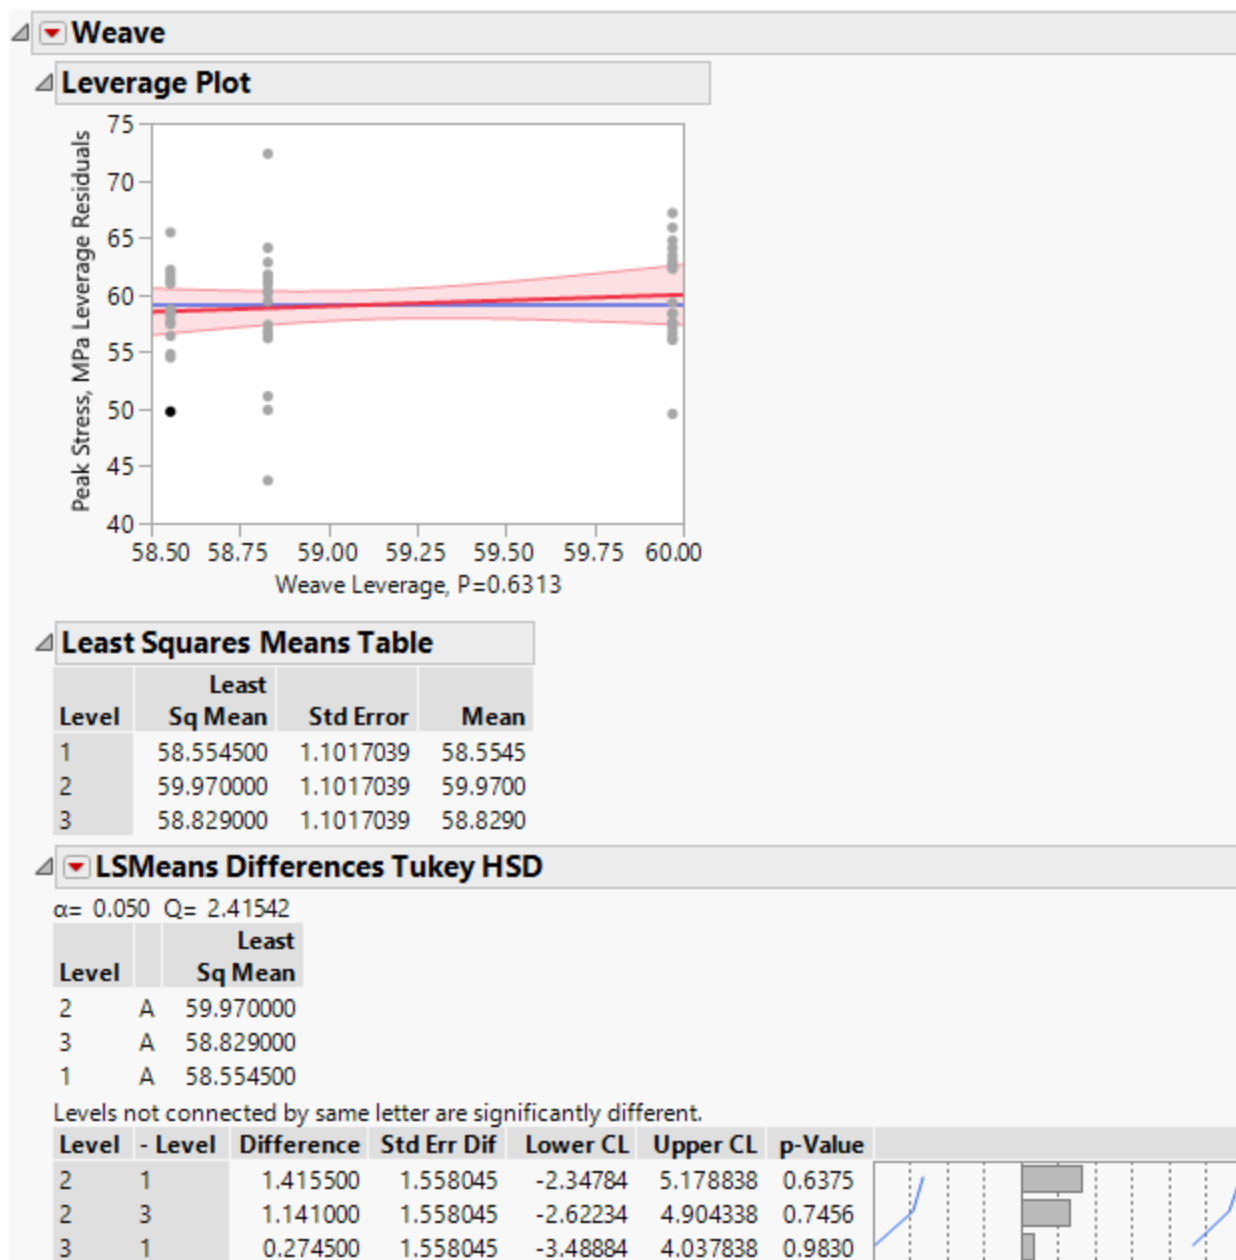 Weave
Leverage Plot
Peak Stress, MPa Leverage Residuals
75
70
65
60
55
50
45
40
58.50 58.75 59.00 59.25 59.50 59.75 60.00
Weave Leverage, P=0.6313
Least Squares Means Table
Least
Level Sq Mean Std Error Mean
1 58.554500 1.1017039 58.5545
2 59.970000 1.1017039 59.9700
3 58.829000 1.1017039 58.8290
LSMeans Differences Tukey HSD
α= 0.050 Q= 2.41542
Least
Level Sq Mean
2 A 59.970000
3 A 58.829000
1 A 58.554500
Levels not connected by same letter are significantly different.
Level - Level Difference Std Err Dif Lower CL Upper CL p-Value
2 1 1.415500 1.558045 -2.34784 5.178838 0.6375
2 3 1.141000 1.558045 -2.62234 4.904338 0.7456
3 1 0.274500 1.558045 -3.48884 4.037838 0.9830